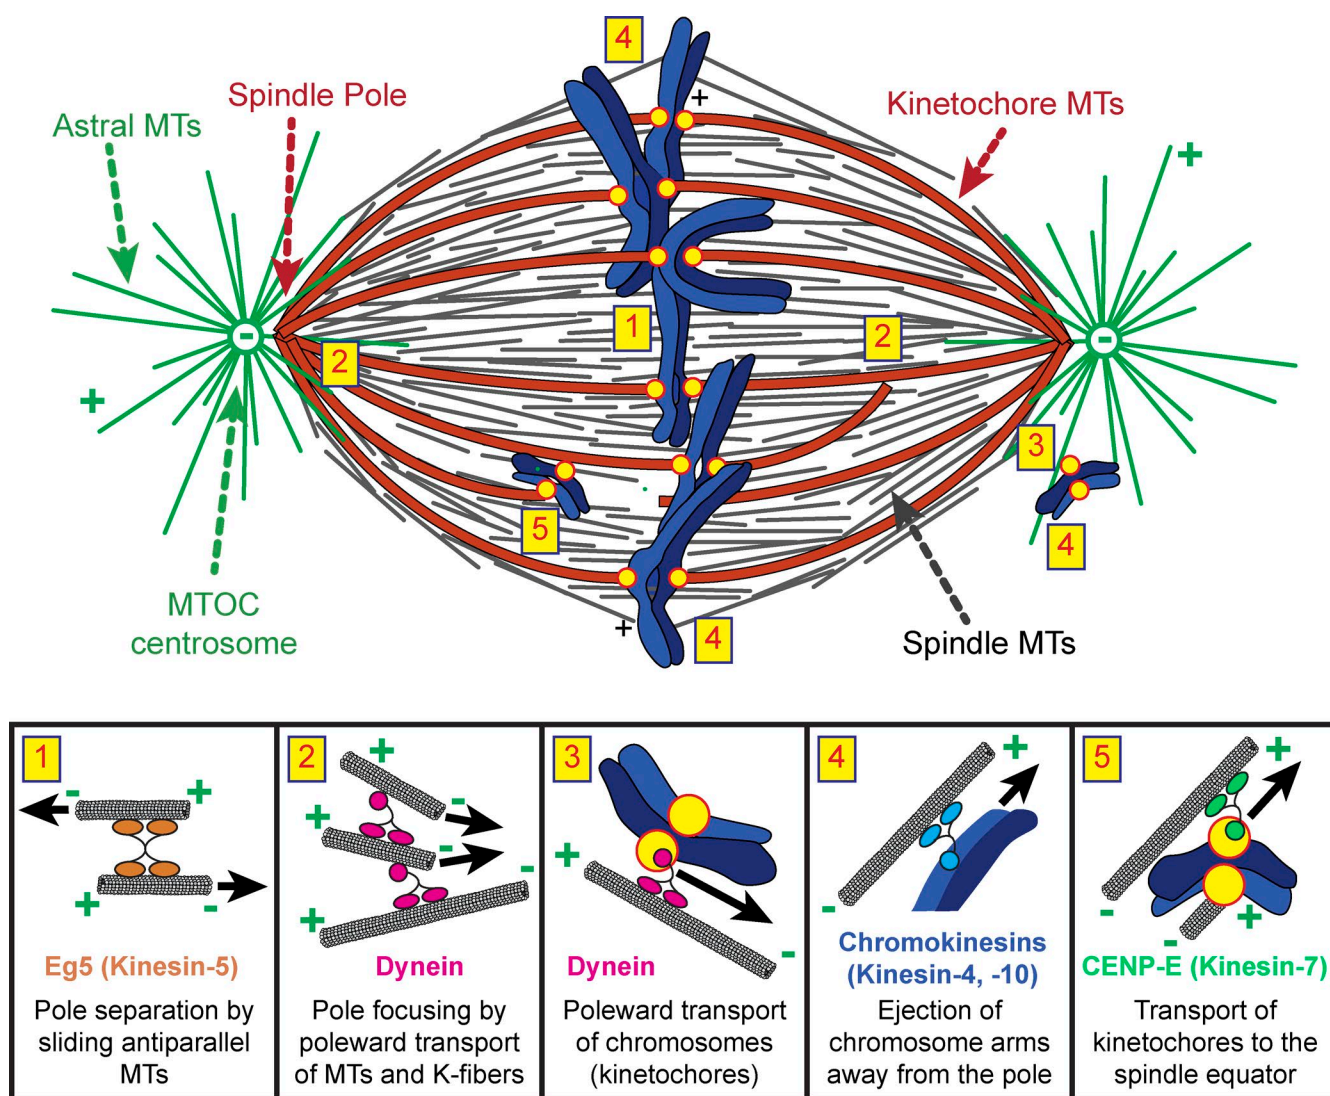 4
Spindle Pole
+
Kinetochore MTs
Astral MTs
+
1
2
2
-
-
+
3
5
4
MTOC
centrosome
+
4
Spindle MTs
1
-
+
+
-
Eg5 (Kinesin-5)
Pole separation by
sliding antiparallel
MTs
2
+
-
+
-
-
+
Dynein
Pole focusing by
poleward transport
of MTs and K-fibers
3
+
-
Dynein
Poleward transport
of chromosomes
(kinetochores)
4
+
-
Chromokinesins
(Kinesin-4, -10)
Ejection of
chromosome arms
away from the pole
5
+
-
+
-
CENP-E (Kinesin-7)
Transport of
kinetochores to the
spindle equator